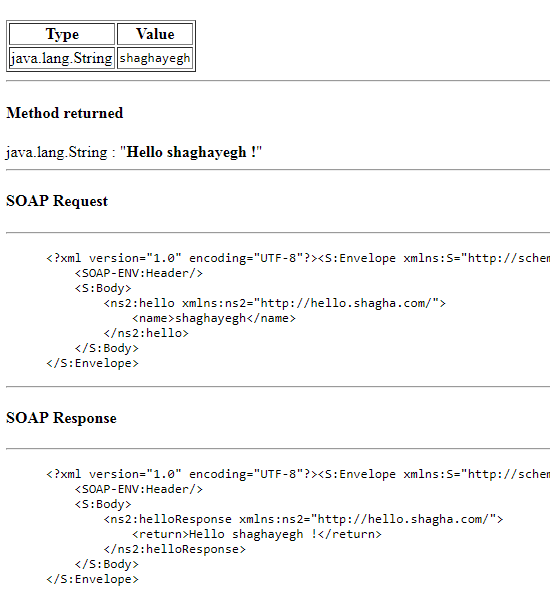 Type Value
java.lang.String shaghayegh
Method returned
java.lang.String : "Hello shaghayegh !"
SOAP Request
<?xml version="1.0" encoding="UTF-8"?><S:Envelope xmlns:S="http://schem
<SOAP-ENV:Header/>
<S:Body>
<ns2:hello xmlns:ns2="http://hello.shagha.com/">
<name>shaghayegh</name>
</ns2:hello>
</S:Body>
</S:Envelope>
SOAP Response
<?xml version="1.0" encoding="UTF-8"?><S:Envelope xmlns:S="http://schem
<SOAP-ENV:Header/>
<S:Body>
<ns2:helloResponse xmlns:ns2="http://hello.shagha.com/">
<return>Hello shaghayegh !</return>
</ns2:helloResponse>
</S:Body>
</S:Envelope>